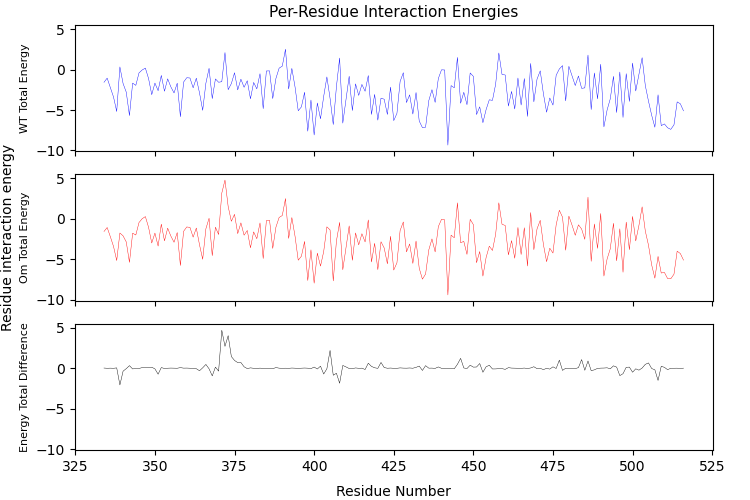 Per-Residue Interaction Energies
Residue interaction energy
WT Total Energy
5
0
−5
−10
Om Total Energy
5
0
−5
−10
Energy Total Difference
5
0
−5
−10
325 350 375 400 425 450 475 500 525
Residue Number